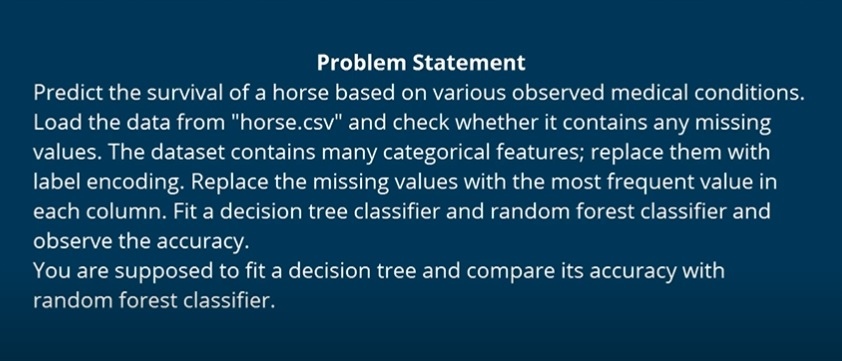 Problem Statement
Predict the survival of a horse based on various observed medical conditions.
Load the data from "horse.csv" and check whether it contains any missing
values. The dataset contains many categorical features; replace them with
label encoding. Replace the missing values with the most frequent value in
each column. Fit a decision tree classifier and random forest classifier and
observe the accuracy.
You are supposed to fit a decision tree and compare its accuracy with
random forest classifier.